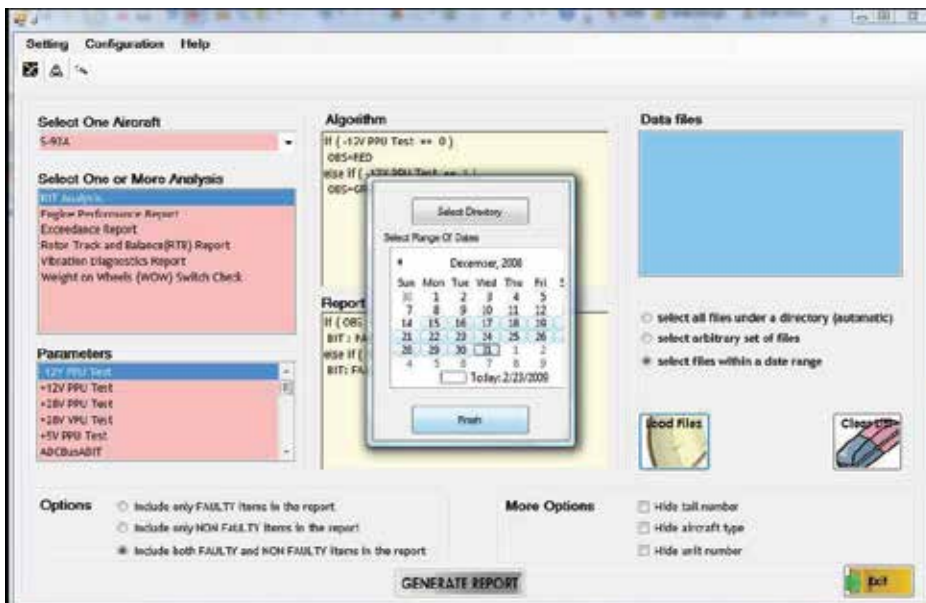 Setting Configuration Help
Select One Aircraft
S-92A
Select One or More Analysis
BIT Analysis
Engine Performance Report
Exceedance Report
Rotor Track and Balance(RTB) Report
Vibration Diagnostics Report
Weight on Wheels (WOW) Switch Check
Parameters
-12V PPU Test
+12V PPU Test
+28V PPU Test
+28V VPU Test
+5V PPU Test
ADCBusABIT
Algorithm
If ( -12V PPU Test == 0 )
OBS=RED
else If ( -12V PPU Test == 1 )
Report
If ( OBS
BIT : FA
else If (
BIT: FA
Select Directory
Select Range Of Dates
December, 2008
Sun Mon Tue Wed Thu Fri S
30 1 2 3 4 5
7 8 9 10 11 12
14 15 16 17 18 19
21 22 23 24 25 26
28 29 30 31 1 2
4 5 6 7 8 9
Today: 2/23/2009
Finish
Data files
select all files under a directory (automatic)
select arbitrary set of files
select files within a date range
Load Files
Clear
Options
Include only FAULTY items in the report
Include only NON FAULTY items in the report
Include both FAULTY and NON FAULTY items in the report
More Options
Hide tail number
Hide aircraft type
Hide unit number
GENERATE REPORT
Exit